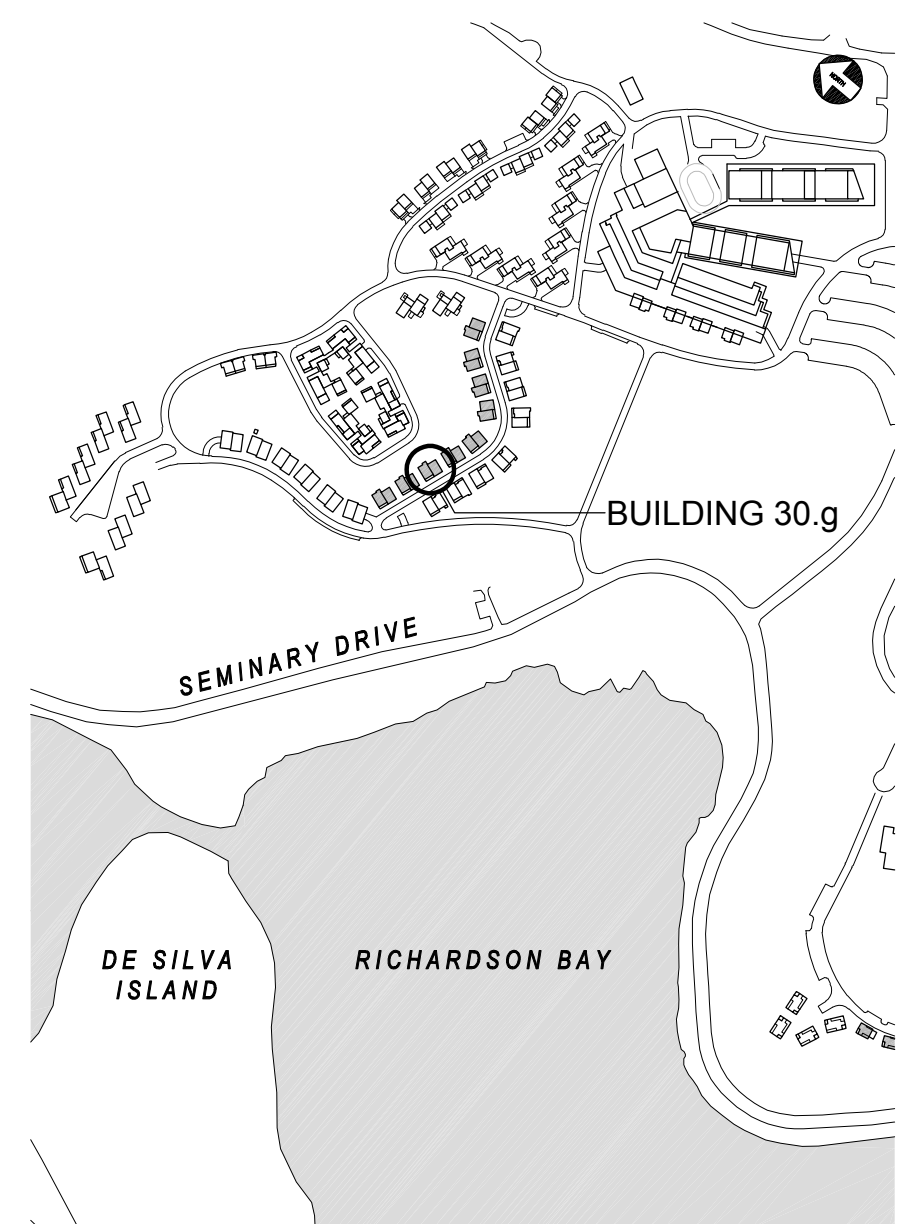 NORTH
BUILDING 30.g
SEMINARY DRIVE
DE SILVA
ISLAND
RICHARDSON BAY